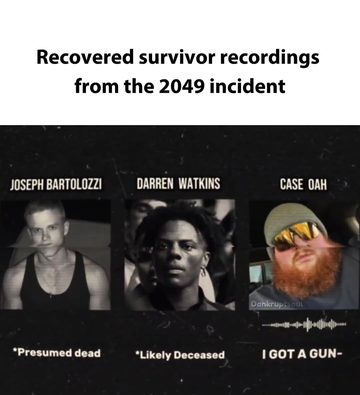 Recovered survivor recordings
from the 2049 incident
JOSEPH BARTOLOZZI
DARREN WATKINS
CASE OAH
Dankruptsoul
*Presumed dead
*Likely Deceased
I GOT A GUN-